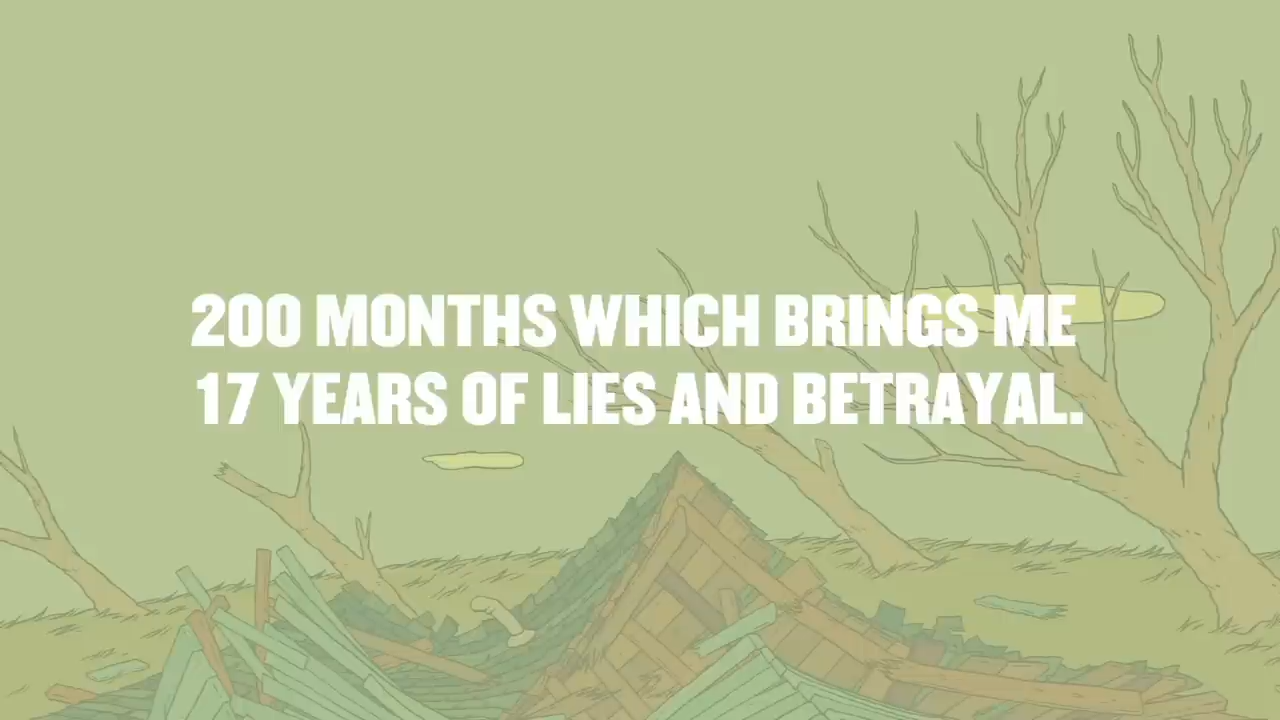 200 MONTHS WHICH BRINGS ME
17 YEARS OF LIES AND BETRAYAL.